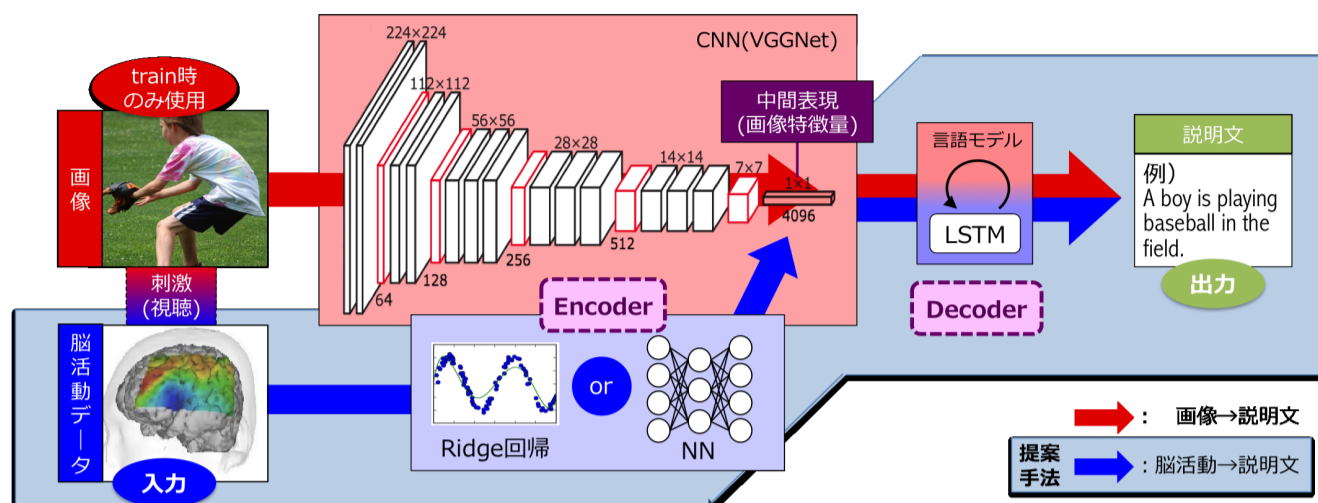 train時
のみ使用
画像
刺激
(視聴)
脳活動データ
入力
CNN(VGGNet)
224×224
112×112
56×56
28×28
14×14
7×7
1×1
64
128
256
512
4096
中間表現
(画像特徴量)
Encoder
Ridge回帰
or
NN
言語モデル
LSTM
Decoder
説明文
例)
A boy is playing
baseball in the
field.
出力
： 画像→説明文
提案
手法
：脳活動→説明文